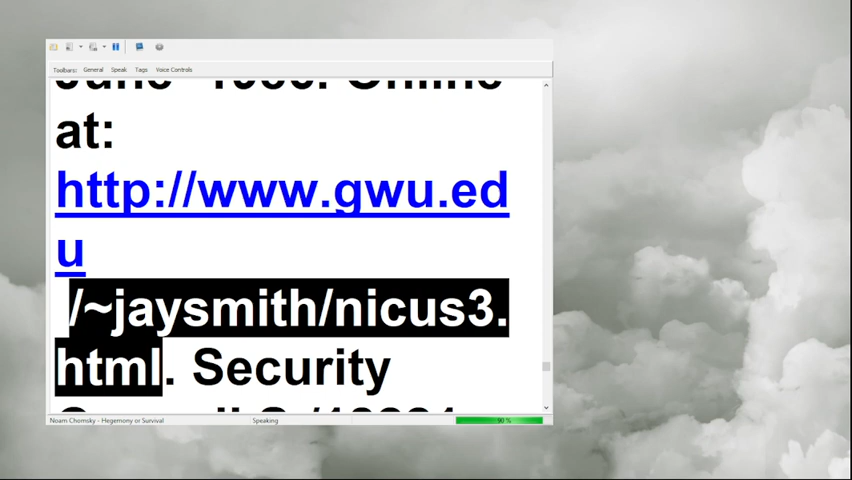 Toolbars: General Speak Tags Voice Controls
at:
http://www.gwu.ed
u
/~jaysmith/nicus3.
html. Security
Noam Chomsky - Hegemony or Survival Speaking 90 %